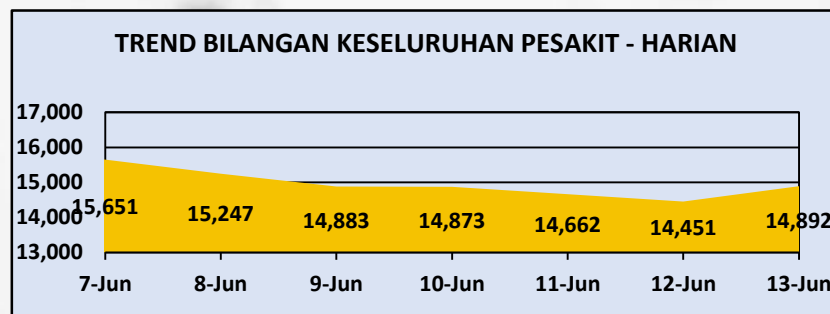 TREND BILANGAN KESELURUHAN PESAKIT - HARIAN
17,000
16,000
15,000
14,000
13,000
15,651
15,247
14,883
14,873
14,662
14,451
14,892
7-Jun
8-Jun
9-Jun
10-Jun
11-Jun
12-Jun
13-Jun